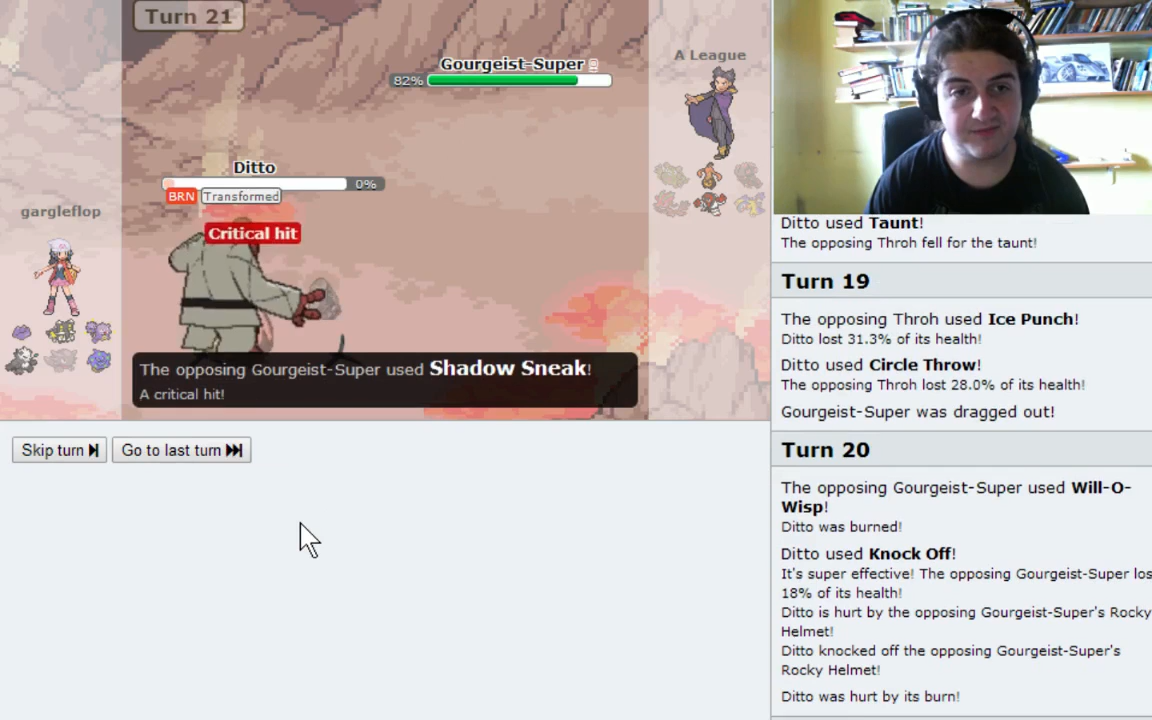 Turn 21
Gourgeist-Super
82%
A League
Ditto
0%
BRN Transformed
gargleflop
Critical hit
The opposing Gourgeist-Super used Shadow Sneak!
A critical hit!
Skip turn
Go to last turn
Ditto used Taunt!
The opposing Throh fell for the taunt!
Turn 19
The opposing Throh used Ice Punch!
Ditto lost 31.3% of its health!
Ditto used Circle Throw!
The opposing Throh lost 28.0% of its health!
Gourgeist-Super was dragged out!
Turn 20
The opposing Gourgeist-Super used Will-O-
Wisp!
Ditto was burned!
Ditto used Knock Off!
It's super effective! The opposing Gourgeist-Super los
18% of its health!
Ditto is hurt by the opposing Gourgeist-Super's Rocky
Helmet!
Ditto knocked off the opposing Gourgeist-Super's
Rocky Helmet!
Ditto was hurt by its burn!